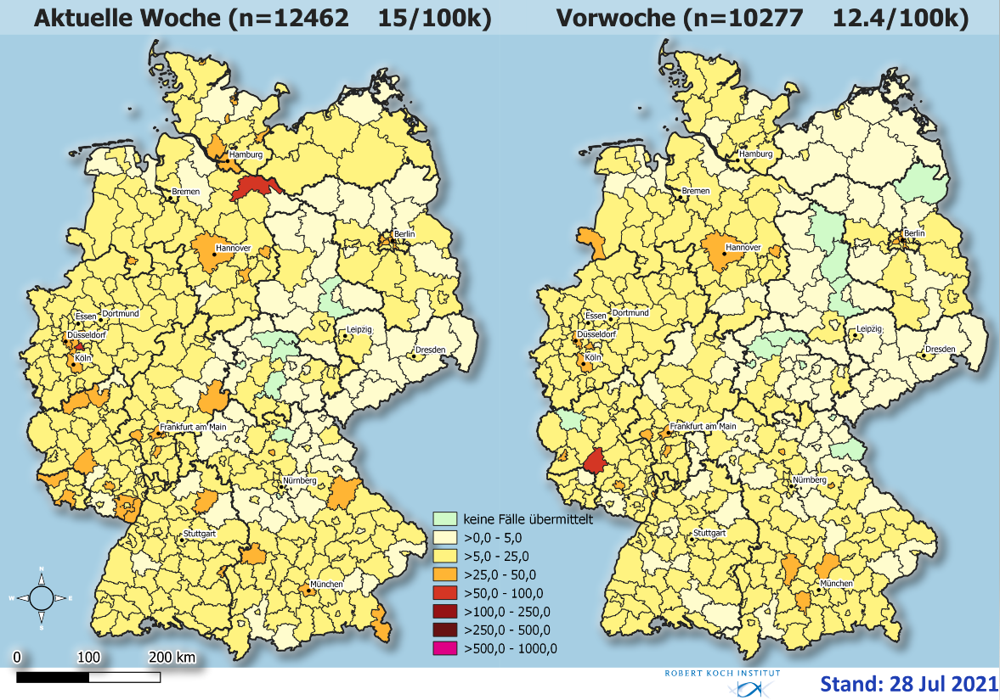 Aktuelle Woche (n=12462 15/100k)
Vorwoche (n=10277 12.4/100k)
Hamburg
Bremen
Berlin
Hannover
Essen
Dortmund
Düsseldorf
Köln
Leipzig
Dresden
Frankfurt am Main
Nürnberg
Stuttgart
München
Hamburg
Bremen
Berlin
Hannover
Essen
Dortmund
Düsseldorf
Köln
Leipzig
Dresden
Frankfurt am Main
Nürnberg
Stuttgart
München
keine Fälle übermittelt
>0,0 - 5,0
>5,0 - 25,0
>25,0 - 50,0
>50,0 - 100,0
>100,0 - 250,0
>250,0 - 500,0
>500,0 - 1000,0
N
W E
S
0 100 200 km
ROBERT KOCH INSTITUT
Stand: 28 Jul 2021